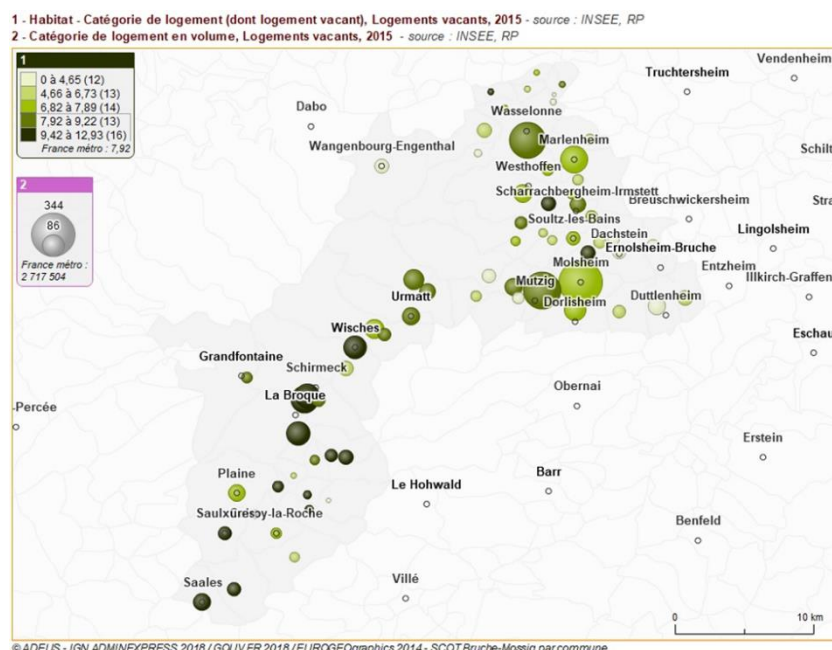 1 - Habitat - Catégorie de logement (dont logement vacant), Logements vacants, 2015 - source : INSEE, RP
2 - Catégorie de logement en volume, Logements vacants, 2015 - source : INSEE, RP
1
0 à 4,65 (12)
4,66 à 6,73 (13)
6,82 à 7,89 (14)
7,92 à 9,22 (13)
9,42 à 12,93 (16)
France métro : 7,92
2
344
86
France métro :
2 717 504
Vendenheim
Truchtersheim
Dabo
Wasselonne
Wangenbourg-Engenthal
Marlenheim
Schilt
Westhoffen
Scharrachbergheim-Irmstett
Breuschwickersheim
Stra
Soultz-les-Bains
Lingolsheim
Dachstein
Ernolsheim-Bruche
Molsheim
Entzheim
Illkirch-Graffen
Mutzig
Urmatt
Dorlisheim
Duttlenheim
Wisches
Eschau
Grandfontaine
Schirmeck
Obernai
La Broque
-Percée
Erstein
Plaine
Le Hohwald
Barr
Benfeld
Saales
Villé
0 10 km
© ADEUS - IGN ADMINEXPRESS 2018 / GOUVER 2018 / EUROGEOgraphics 2014 - SCOT Bruche-Mossig par commune